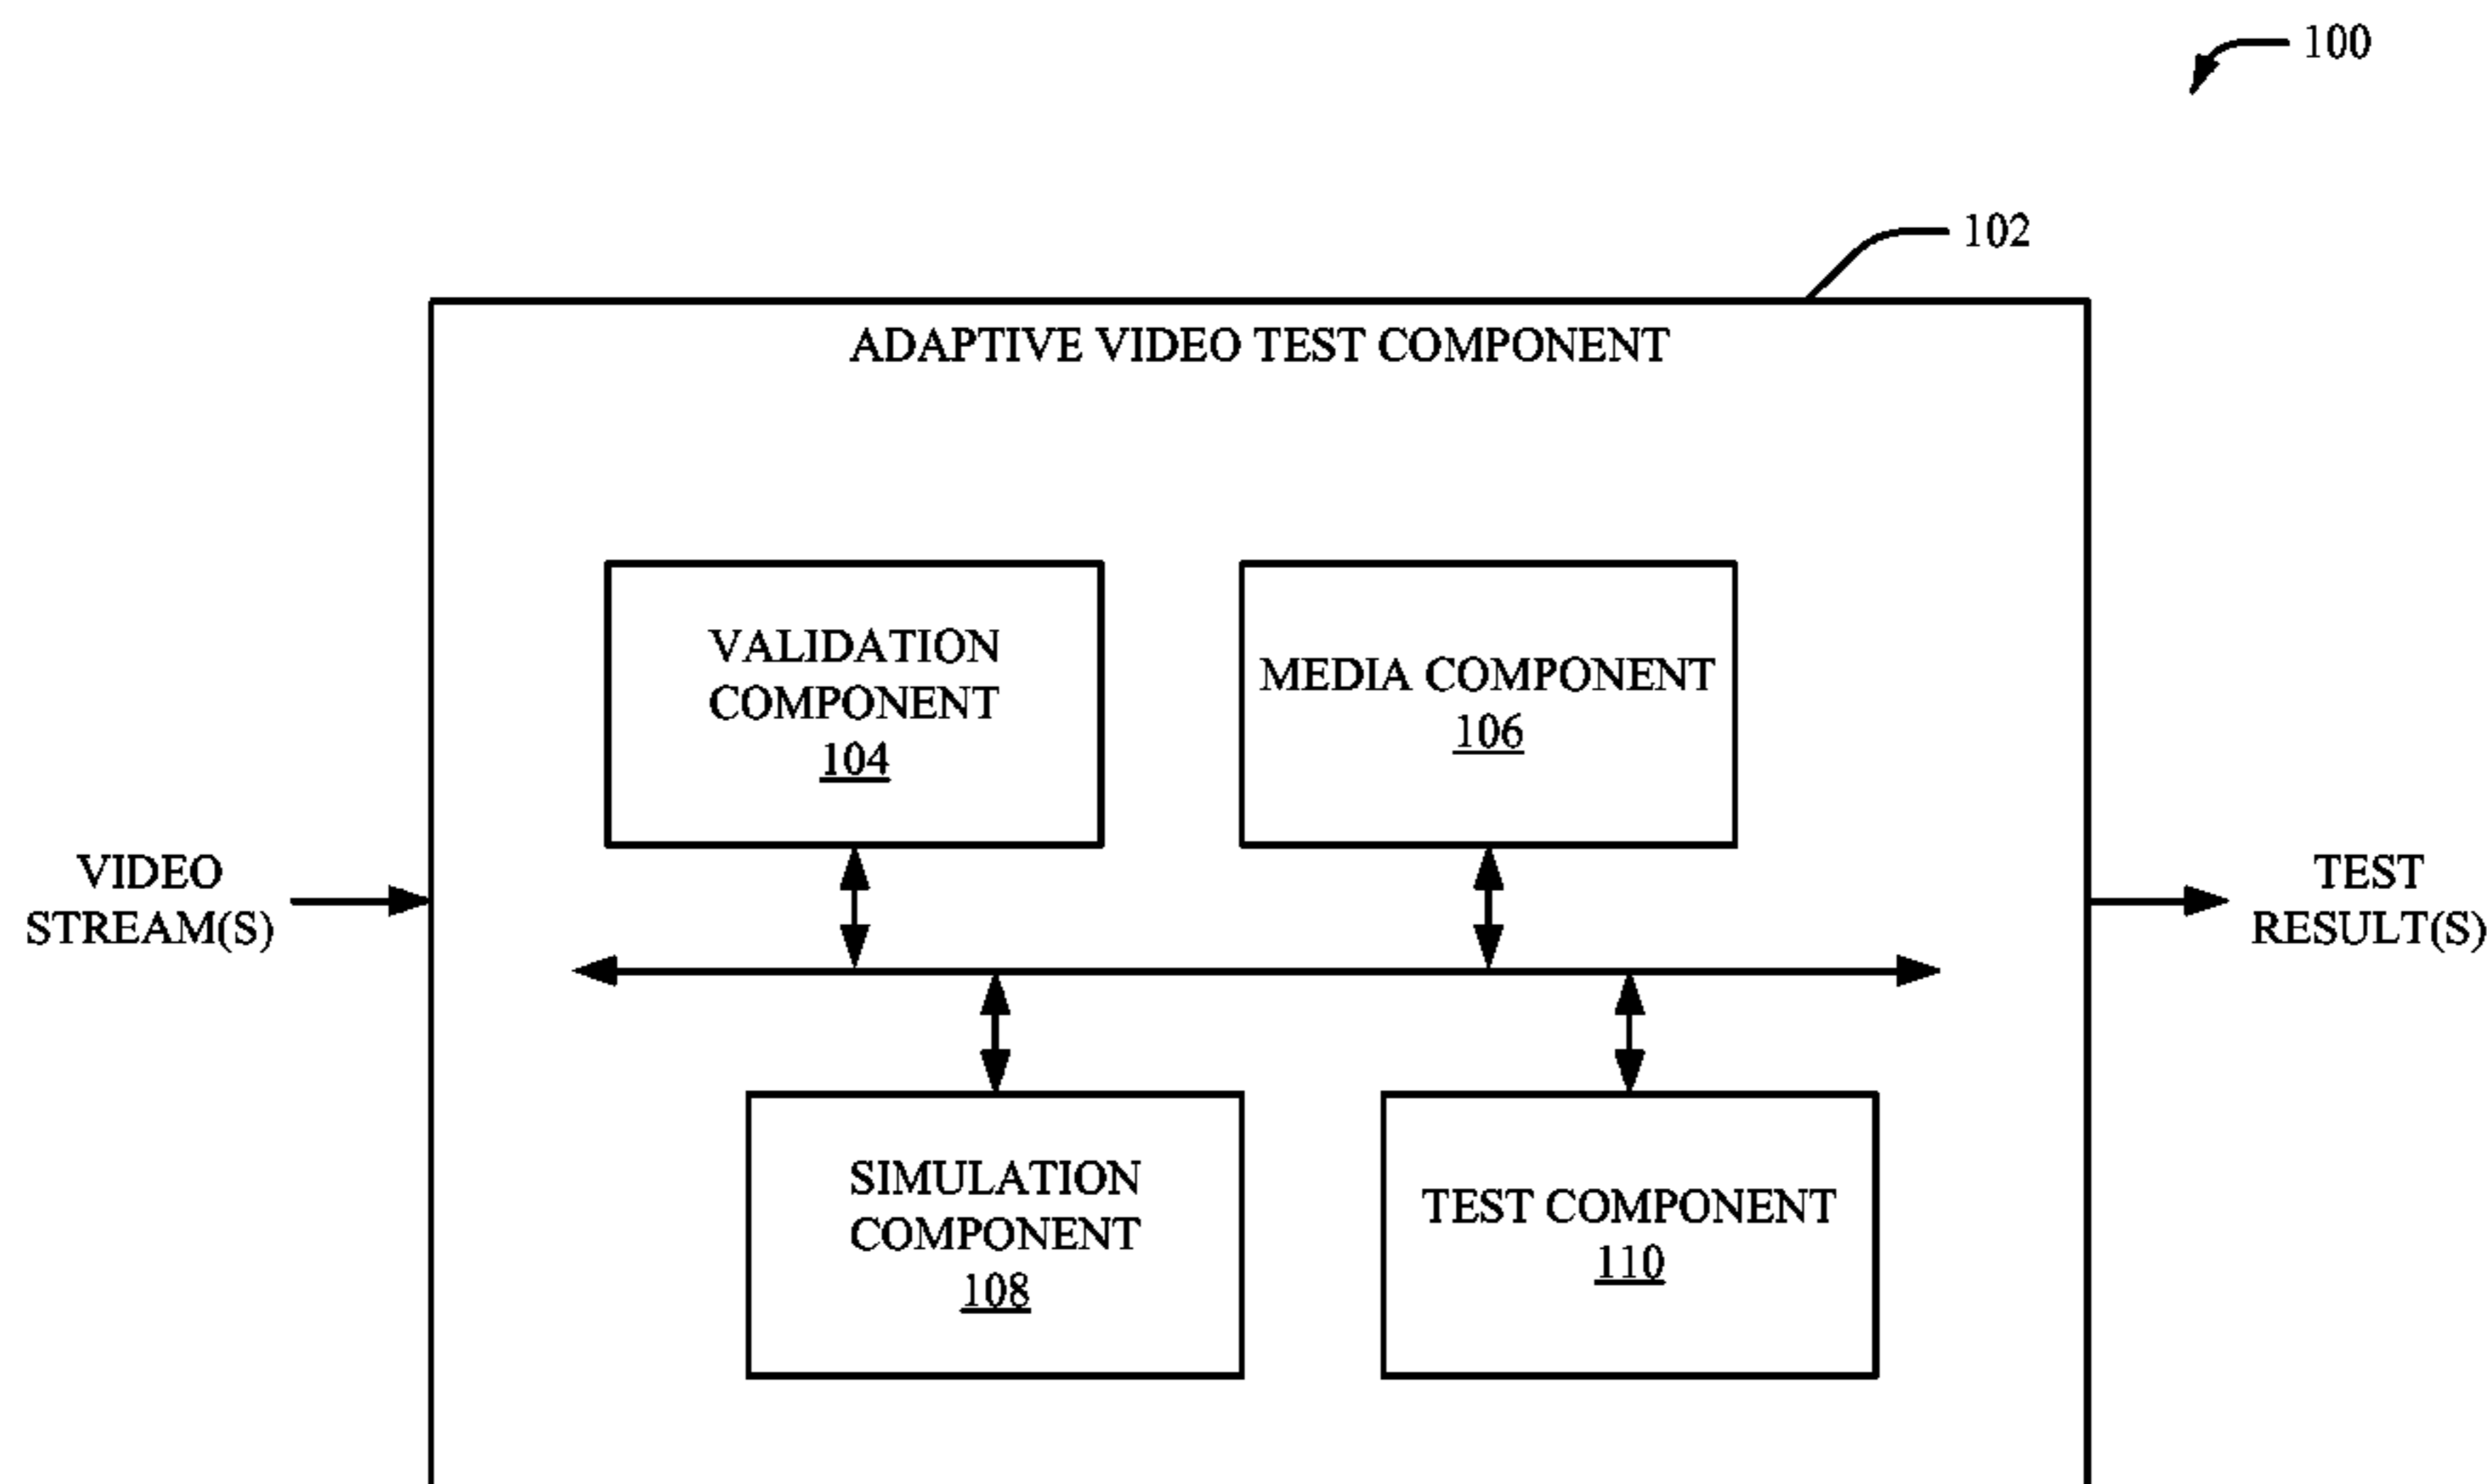 100
102
ADAPTIVE VIDEO TEST COMPONENT
VALIDATION
COMPONENT
104
MEDIA COMPONENT
106
VIDEO
STREAM(S)
TEST
RESULT(S)
SIMULATION
COMPONENT
108
TEST COMPONENT
110